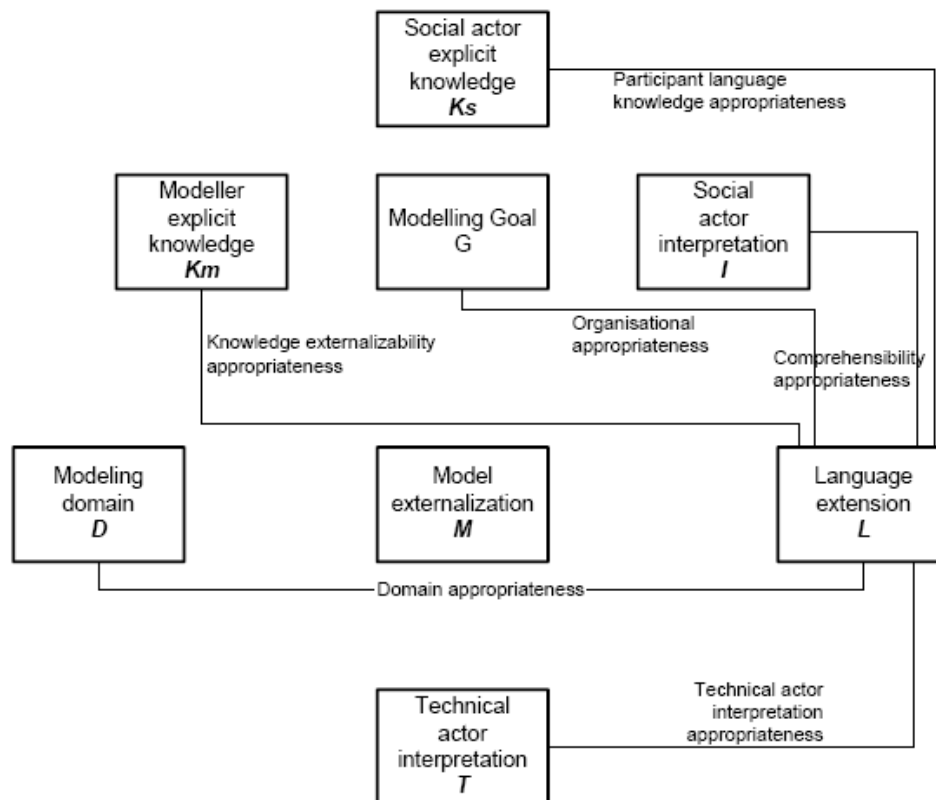 Social actor
explicit
knowledge
Ks
Participant language
knowledge appropriateness
Modeller
explicit
knowledge
Km
Modelling Goal
G
Social
actor
interpretation
I
Knowledge externalizability
appropriateness
Organisational
appropriateness
Comprehensibility
appropriateness
Modeling
domain
D
Model
externalization
M
Language
extension
L
Domain appropriateness
Technical
actor
interpretation
T
Technical actor
interpretation
appropriateness